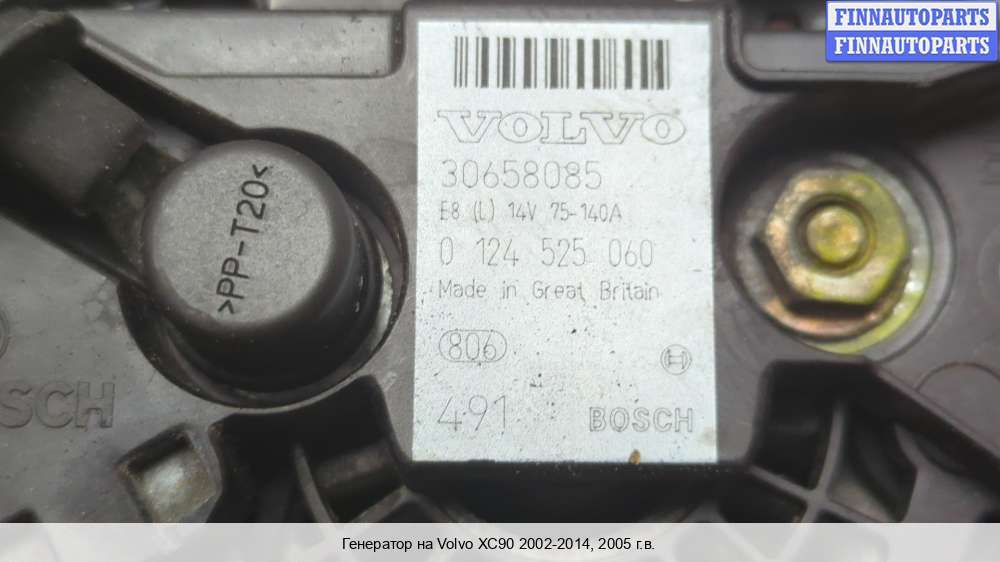 FINNAUTOPARTS
FINNAUTOPARTS
VOLVO
30658085
E8 (L) 14V 75-140A
0 124 525 060
Made in Great Britain
806
491
BOSCH
>PP-T20<
SCH
Генератор на Volvo XC90 2002-2014, 2005 г.в.